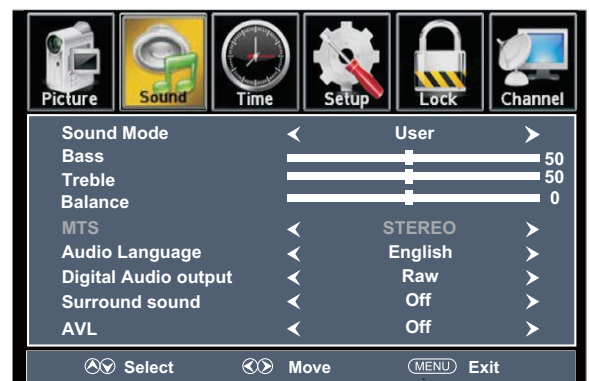 Picture Sound Time Setup Lock Channel
Sound Mode User
Bass 50
Treble 50
Balance 0
MTS STEREO
Audio Language English
Digital Audio output Raw
Surround sound Off
AVL Off
Select Move MENU Exit